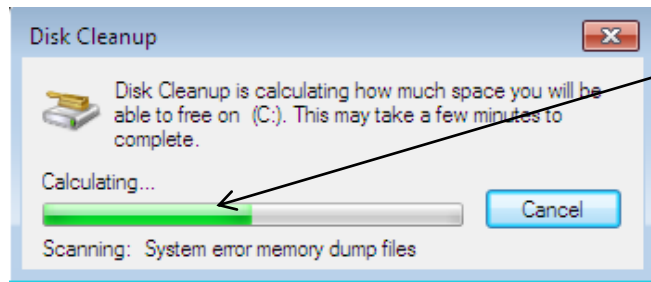 Disk Cleanup
Disk Cleanup is calculating how much space you will be
able to free on  (C:). This may take a few minutes to
complete.
Calculating...
Cancel
Scanning:   System error memory dump files